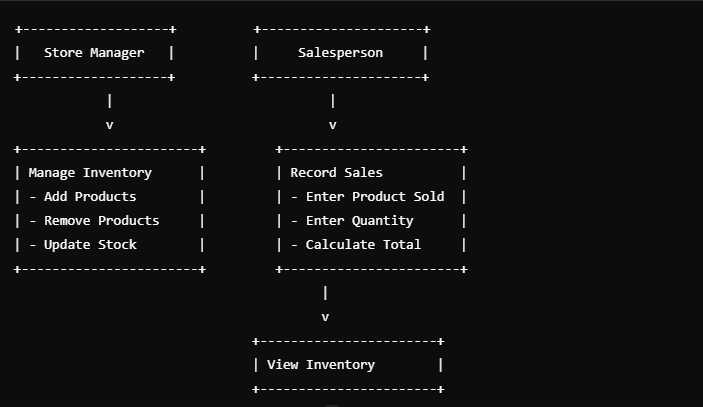 Store Manager
Salesperson
Manage Inventory
- Add Products
- Remove Products
- Update Stock
Record Sales
- Enter Product Sold
- Enter Quantity
- Calculate Total
View Inventory